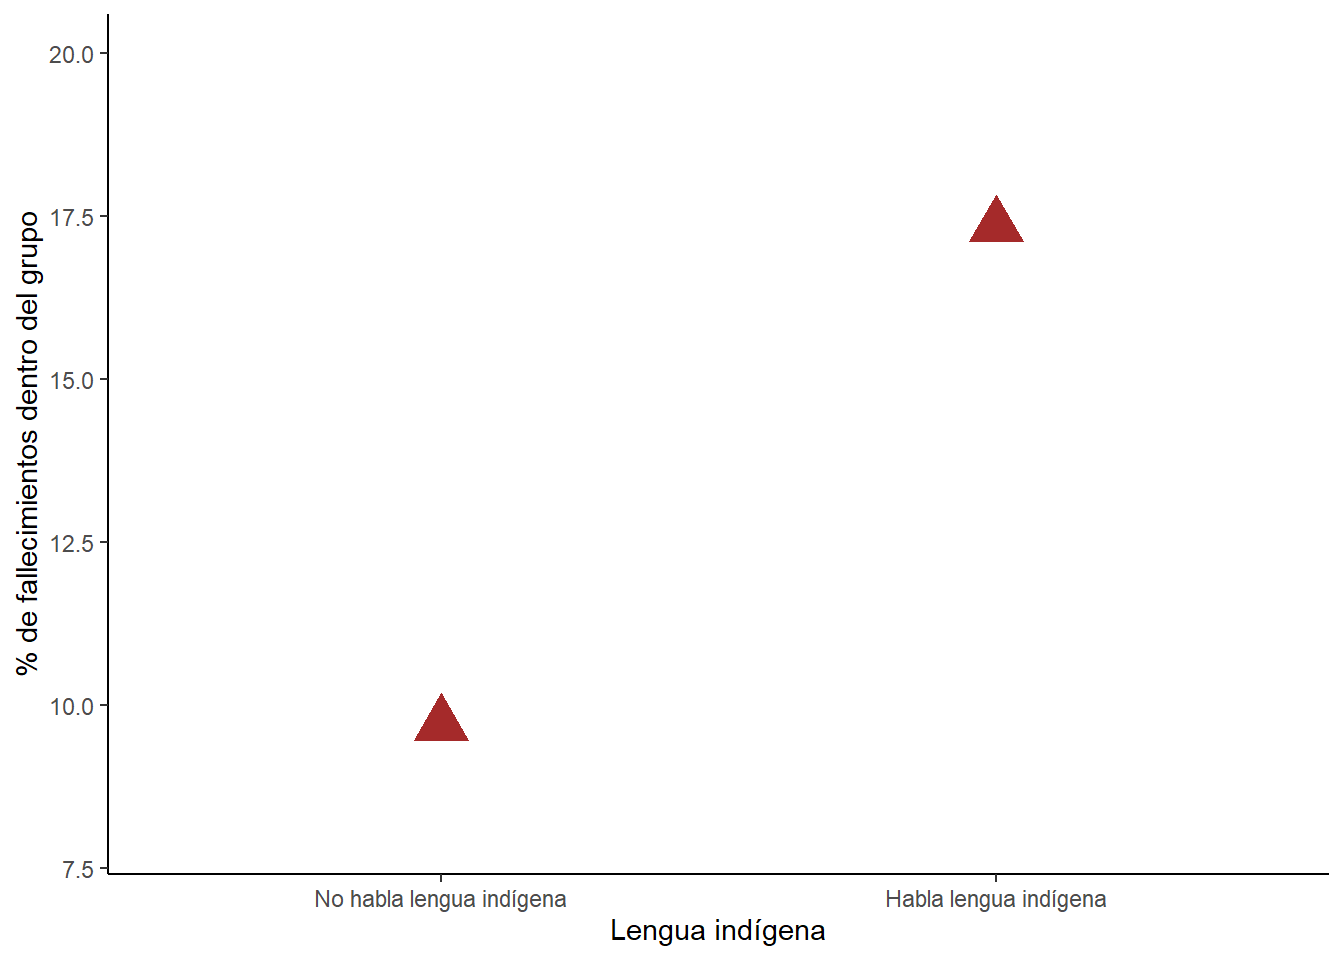 % de fallecimientos dentro del grupo
20.0
17.5
15.0
12.5
10.0
7.5
No habla lengua indígena
Habla lengua indígena
Lengua indígena